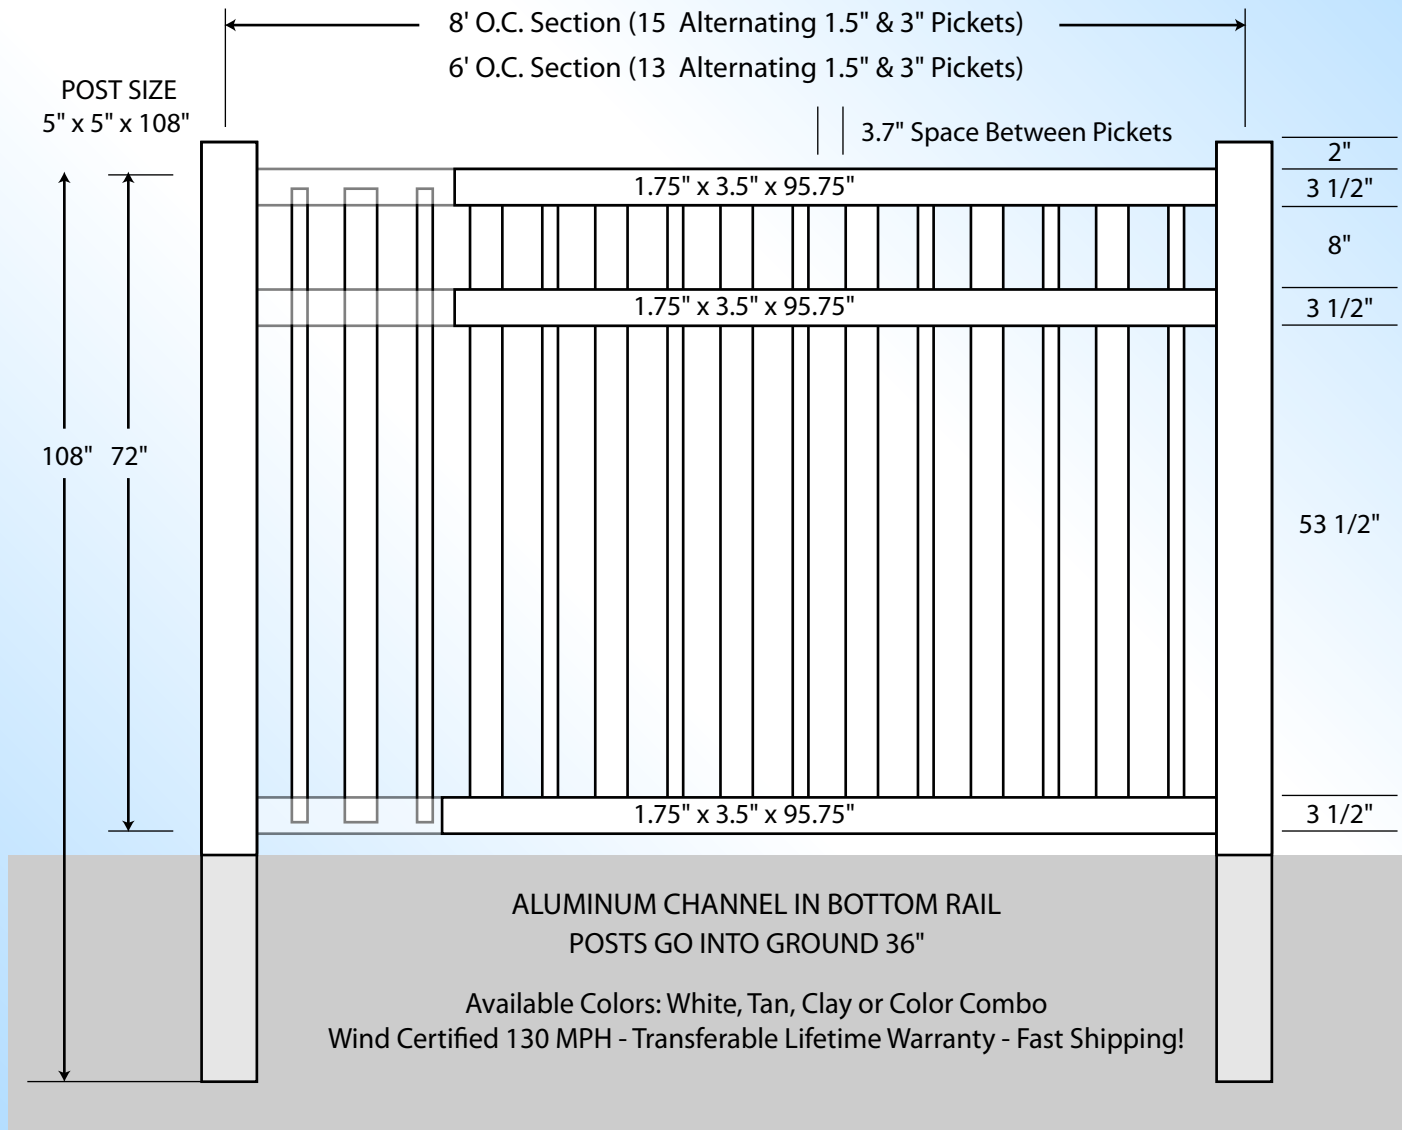 8' O.C. Section (15 Alternating 1.5" & 3" Pickets)
6' O.C. Section (13 Alternating 1.5" & 3" Pickets)
POST SIZE
5" x 5" x 108"
3.7" Space Between Pickets
2"
1.75" x 3.5" x 95.75"
3 1/2"
8"
1.75" x 3.5" x 95.75"
3 1/2"
108"
72"
53 1/2"
1.75" x 3.5" x 95.75"
3 1/2"
ALUMINUM CHANNEL IN BOTTOM RAIL
POSTS GO INTO GROUND 36"
Available Colors: White, Tan, Clay or Color Combo
Wind Certified 130 MPH - Transferable Lifetime Warranty - Fast Shipping!